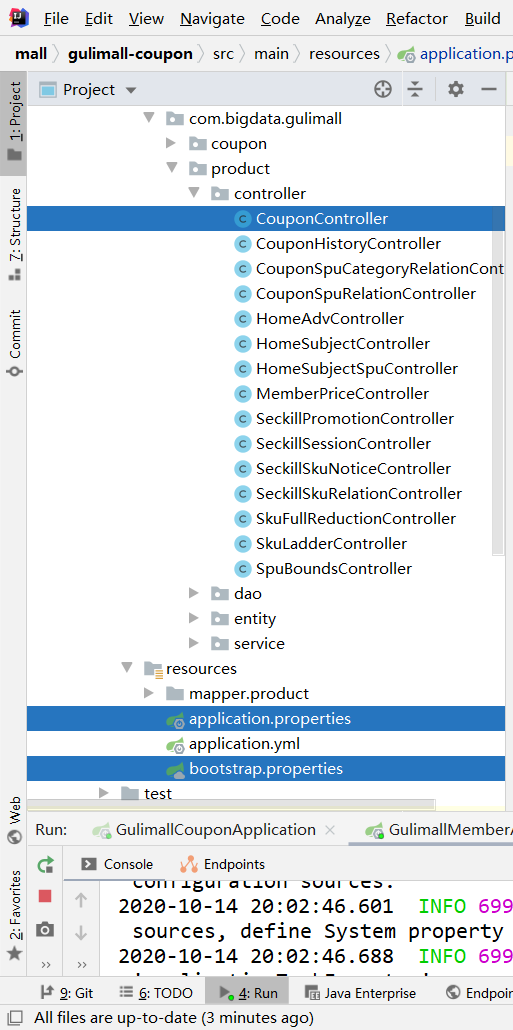 File Edit View Navigate Code Analyze Refactor Build
mall gulimall-coupon src main resources application.p
Project
1: Project
7: Structure
Commit
Web
2: Favorites
com.bigdata.gulimall
coupon
product
controller
CouponController
CouponHistoryController
CouponSpuCategoryRelationCont
CouponSpuRelationController
HomeAdvController
HomeSubjectController
HomeSubjectSpuController
MemberPriceController
SeckillPromotionController
SeckillSessionController
SeckillSkuNoticeController
SeckillSkuRelationController
SkuFullReductionController
SkuLadderController
SpuBoundsController
dao
entity
service
resources
mapper.product
application.properties
application.yml
bootstrap.properties
test
Run: GulimallCouponApplication × GulimallMemberA
Console Endpoints
configuration sources.
2020-10-14 20:02:46.601 INFO 699
sources, define System property
2020-10-14 20:02:46.688 INFO 699
9: Git 6: TODO 4: Run Java Enterprise Endpoin
All files are up-to-date (3 minutes ago)